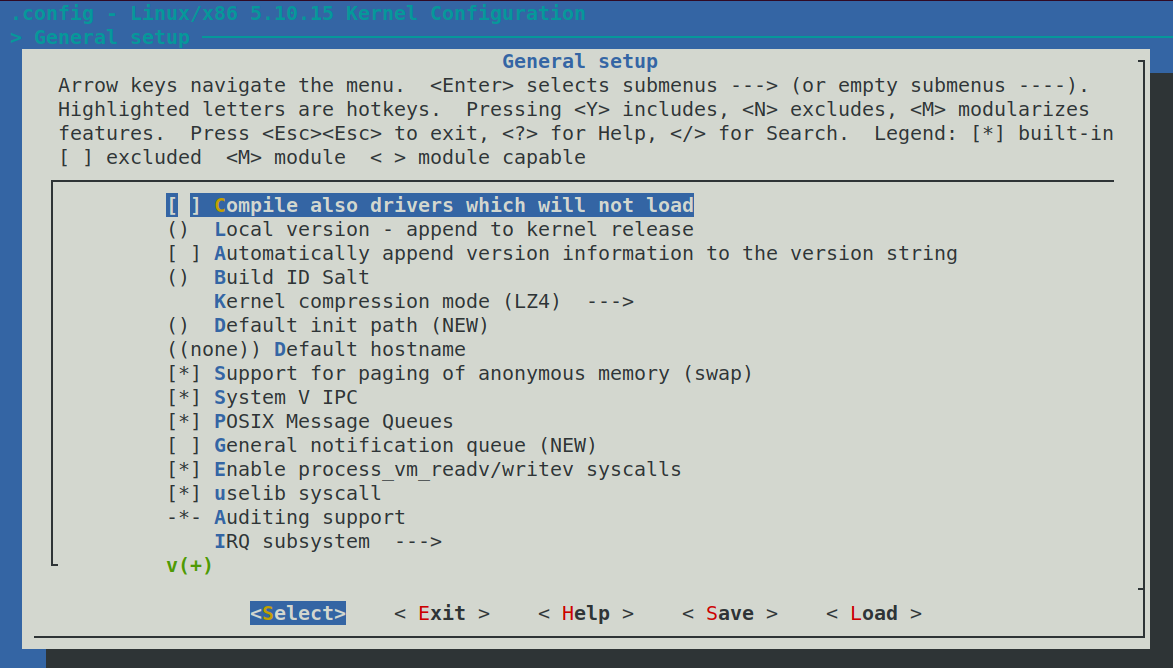 .config - Linux/x86 5.10.15 Kernel Configuration
> General setup
General setup
Arrow keys navigate the menu.  <Enter> selects submenus ---> (or empty submenus ----).
Highlighted letters are hotkeys.  Pressing <Y> includes, <N> excludes, <M> modularizes
features.  Press <Esc><Esc> to exit, <?> for Help, </> for Search.  Legend: [*] built-in
[ ] excluded  <M> module  < > module capable
[ ] Compile also drivers which will not load
()  Local version - append to kernel release
[ ] Automatically append version information to the version string
()  Build ID Salt
Kernel compression mode (LZ4)  --->
()  Default init path (NEW)
((none)) Default hostname
[*] Support for paging of anonymous memory (swap)
[*] System V IPC
[*] POSIX Message Queues
[ ] General notification queue (NEW)
[*] Enable process_vm_readv/writev syscalls
[*] uselib syscall
-*- Auditing support
IRQ subsystem  --->
v(+)
<Select>    < Exit >    < Help >    < Save >    < Load >